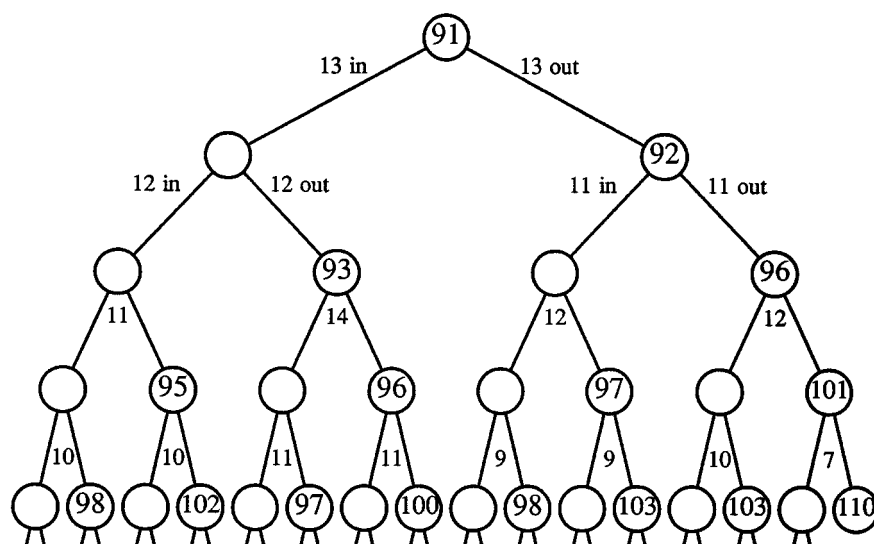 91
13 in 13 out
92
12 in 12 out 11 in 11 out
93 96
11 14 12 12
95 96 97 101
10 10 11 11 9 9 10 7
98 102 97 100 98 103 103 110